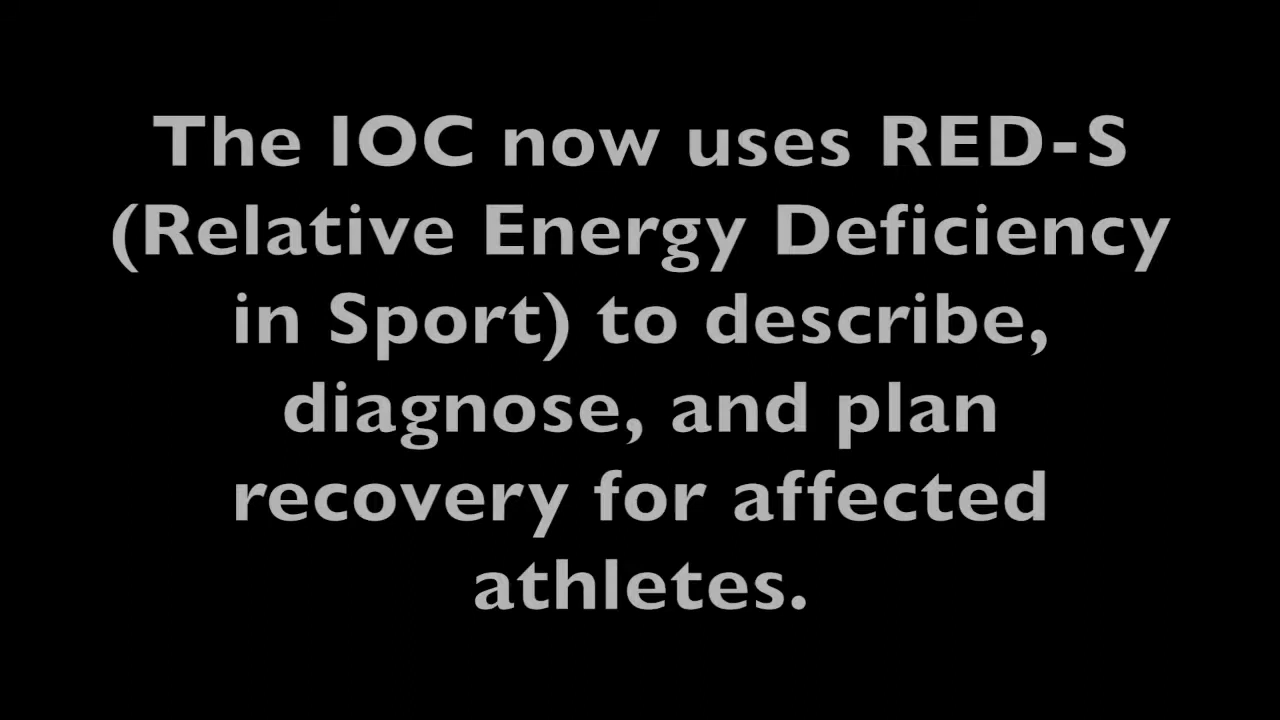 The IOC now uses RED-S
(Relative Energy Deficiency
in Sport) to describe,
diagnose, and plan
recovery for affected
athletes.